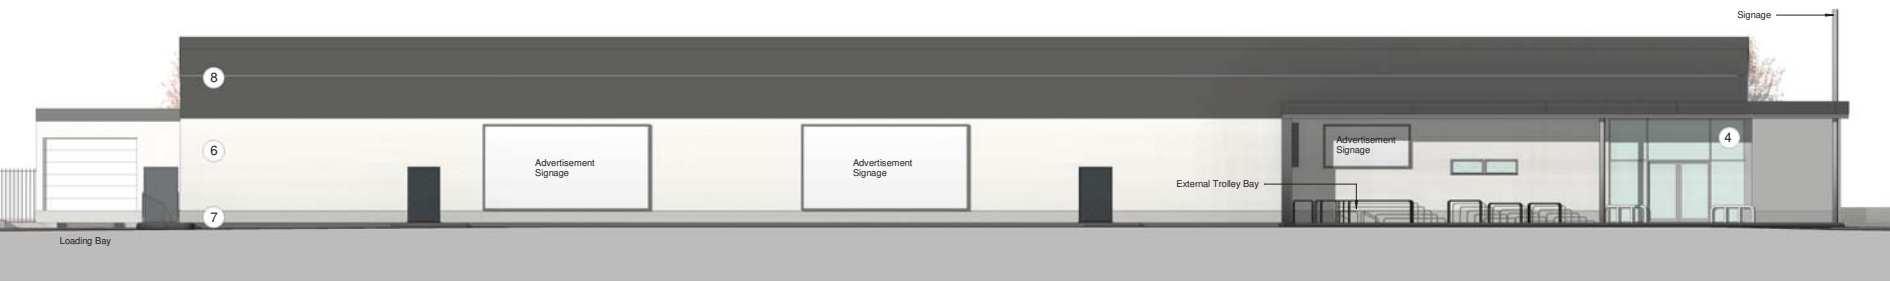 Signage
8
6
Advertisement
Signage
Advertisement
Signage
Advertisement
Signage
4
External Trolley Bay
7
Loading Bay